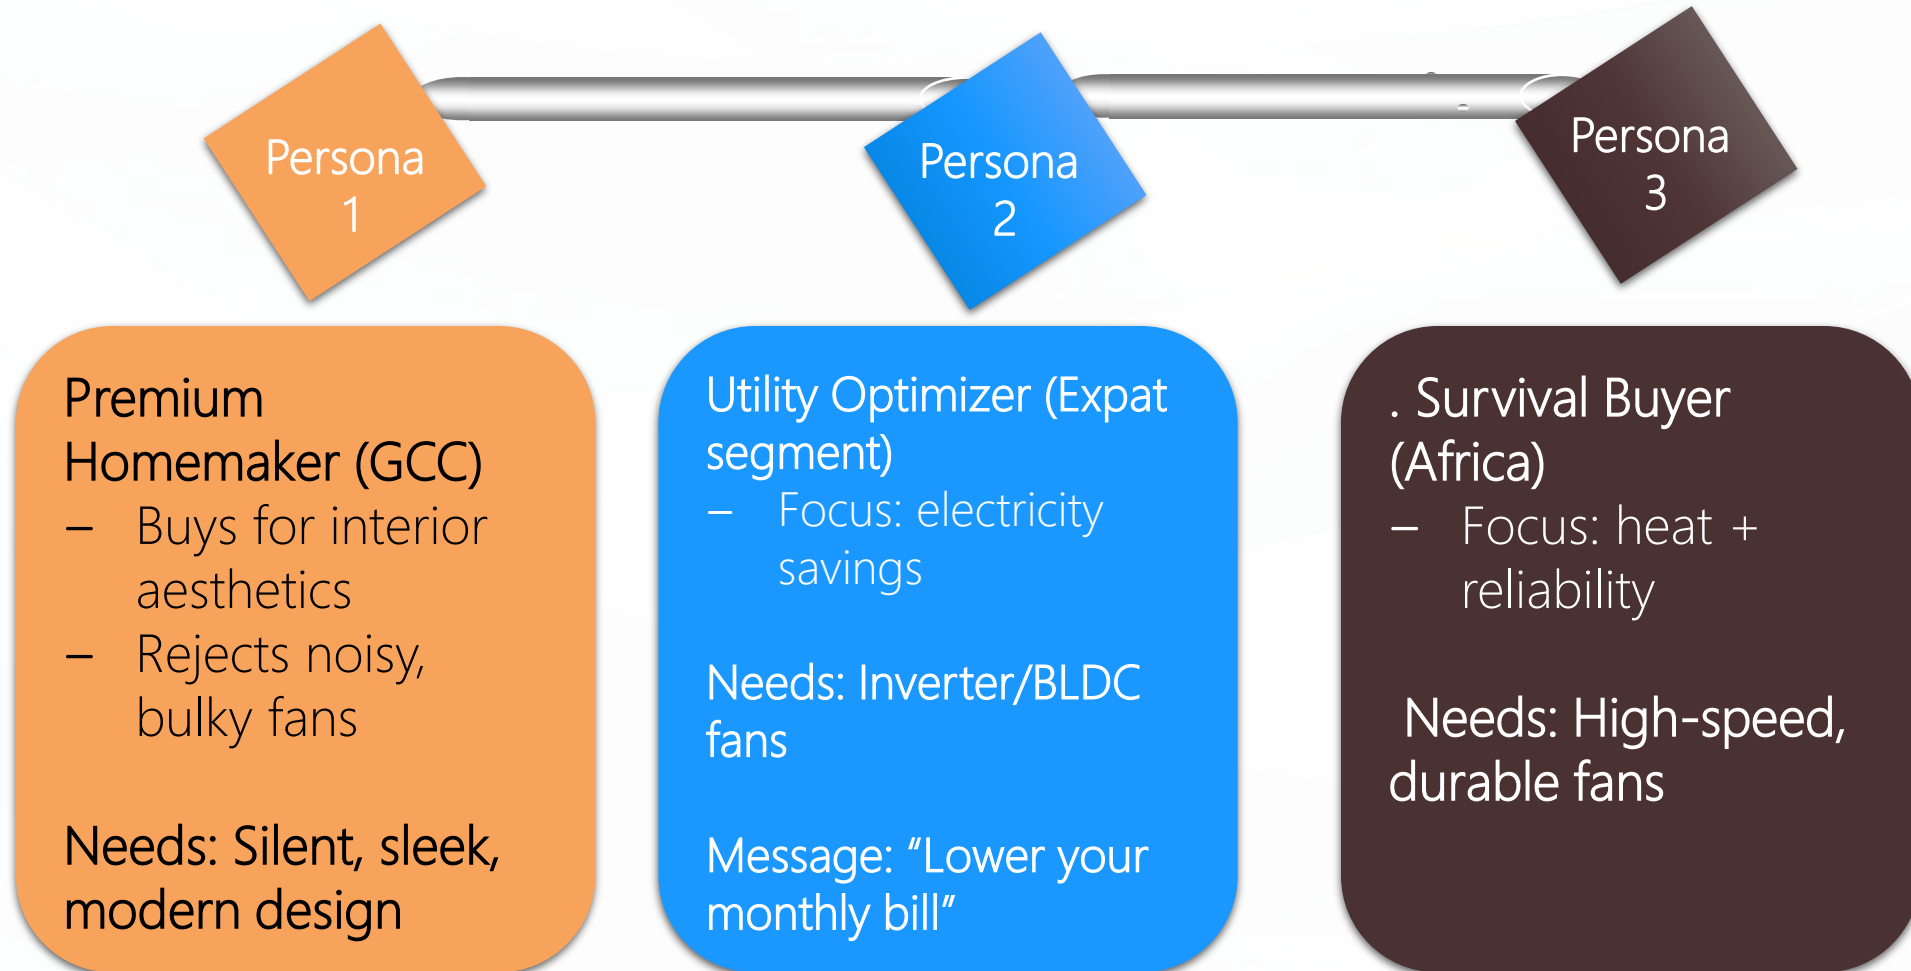 Persona
1
Persona
2
Persona
3
Premium
Homemaker (GCC)
– Buys for interior
aesthetics
– Rejects noisy,
bulky fans
Needs: Silent, sleek,
modern design
Utility Optimizer (Expat
segment)
– Focus: electricity
savings
Needs: Inverter/BLDC
fans
Message: “Lower your
monthly bill”
. Survival Buyer
(Africa)
– Focus: heat +
reliability
Needs: High-speed,
durable fans